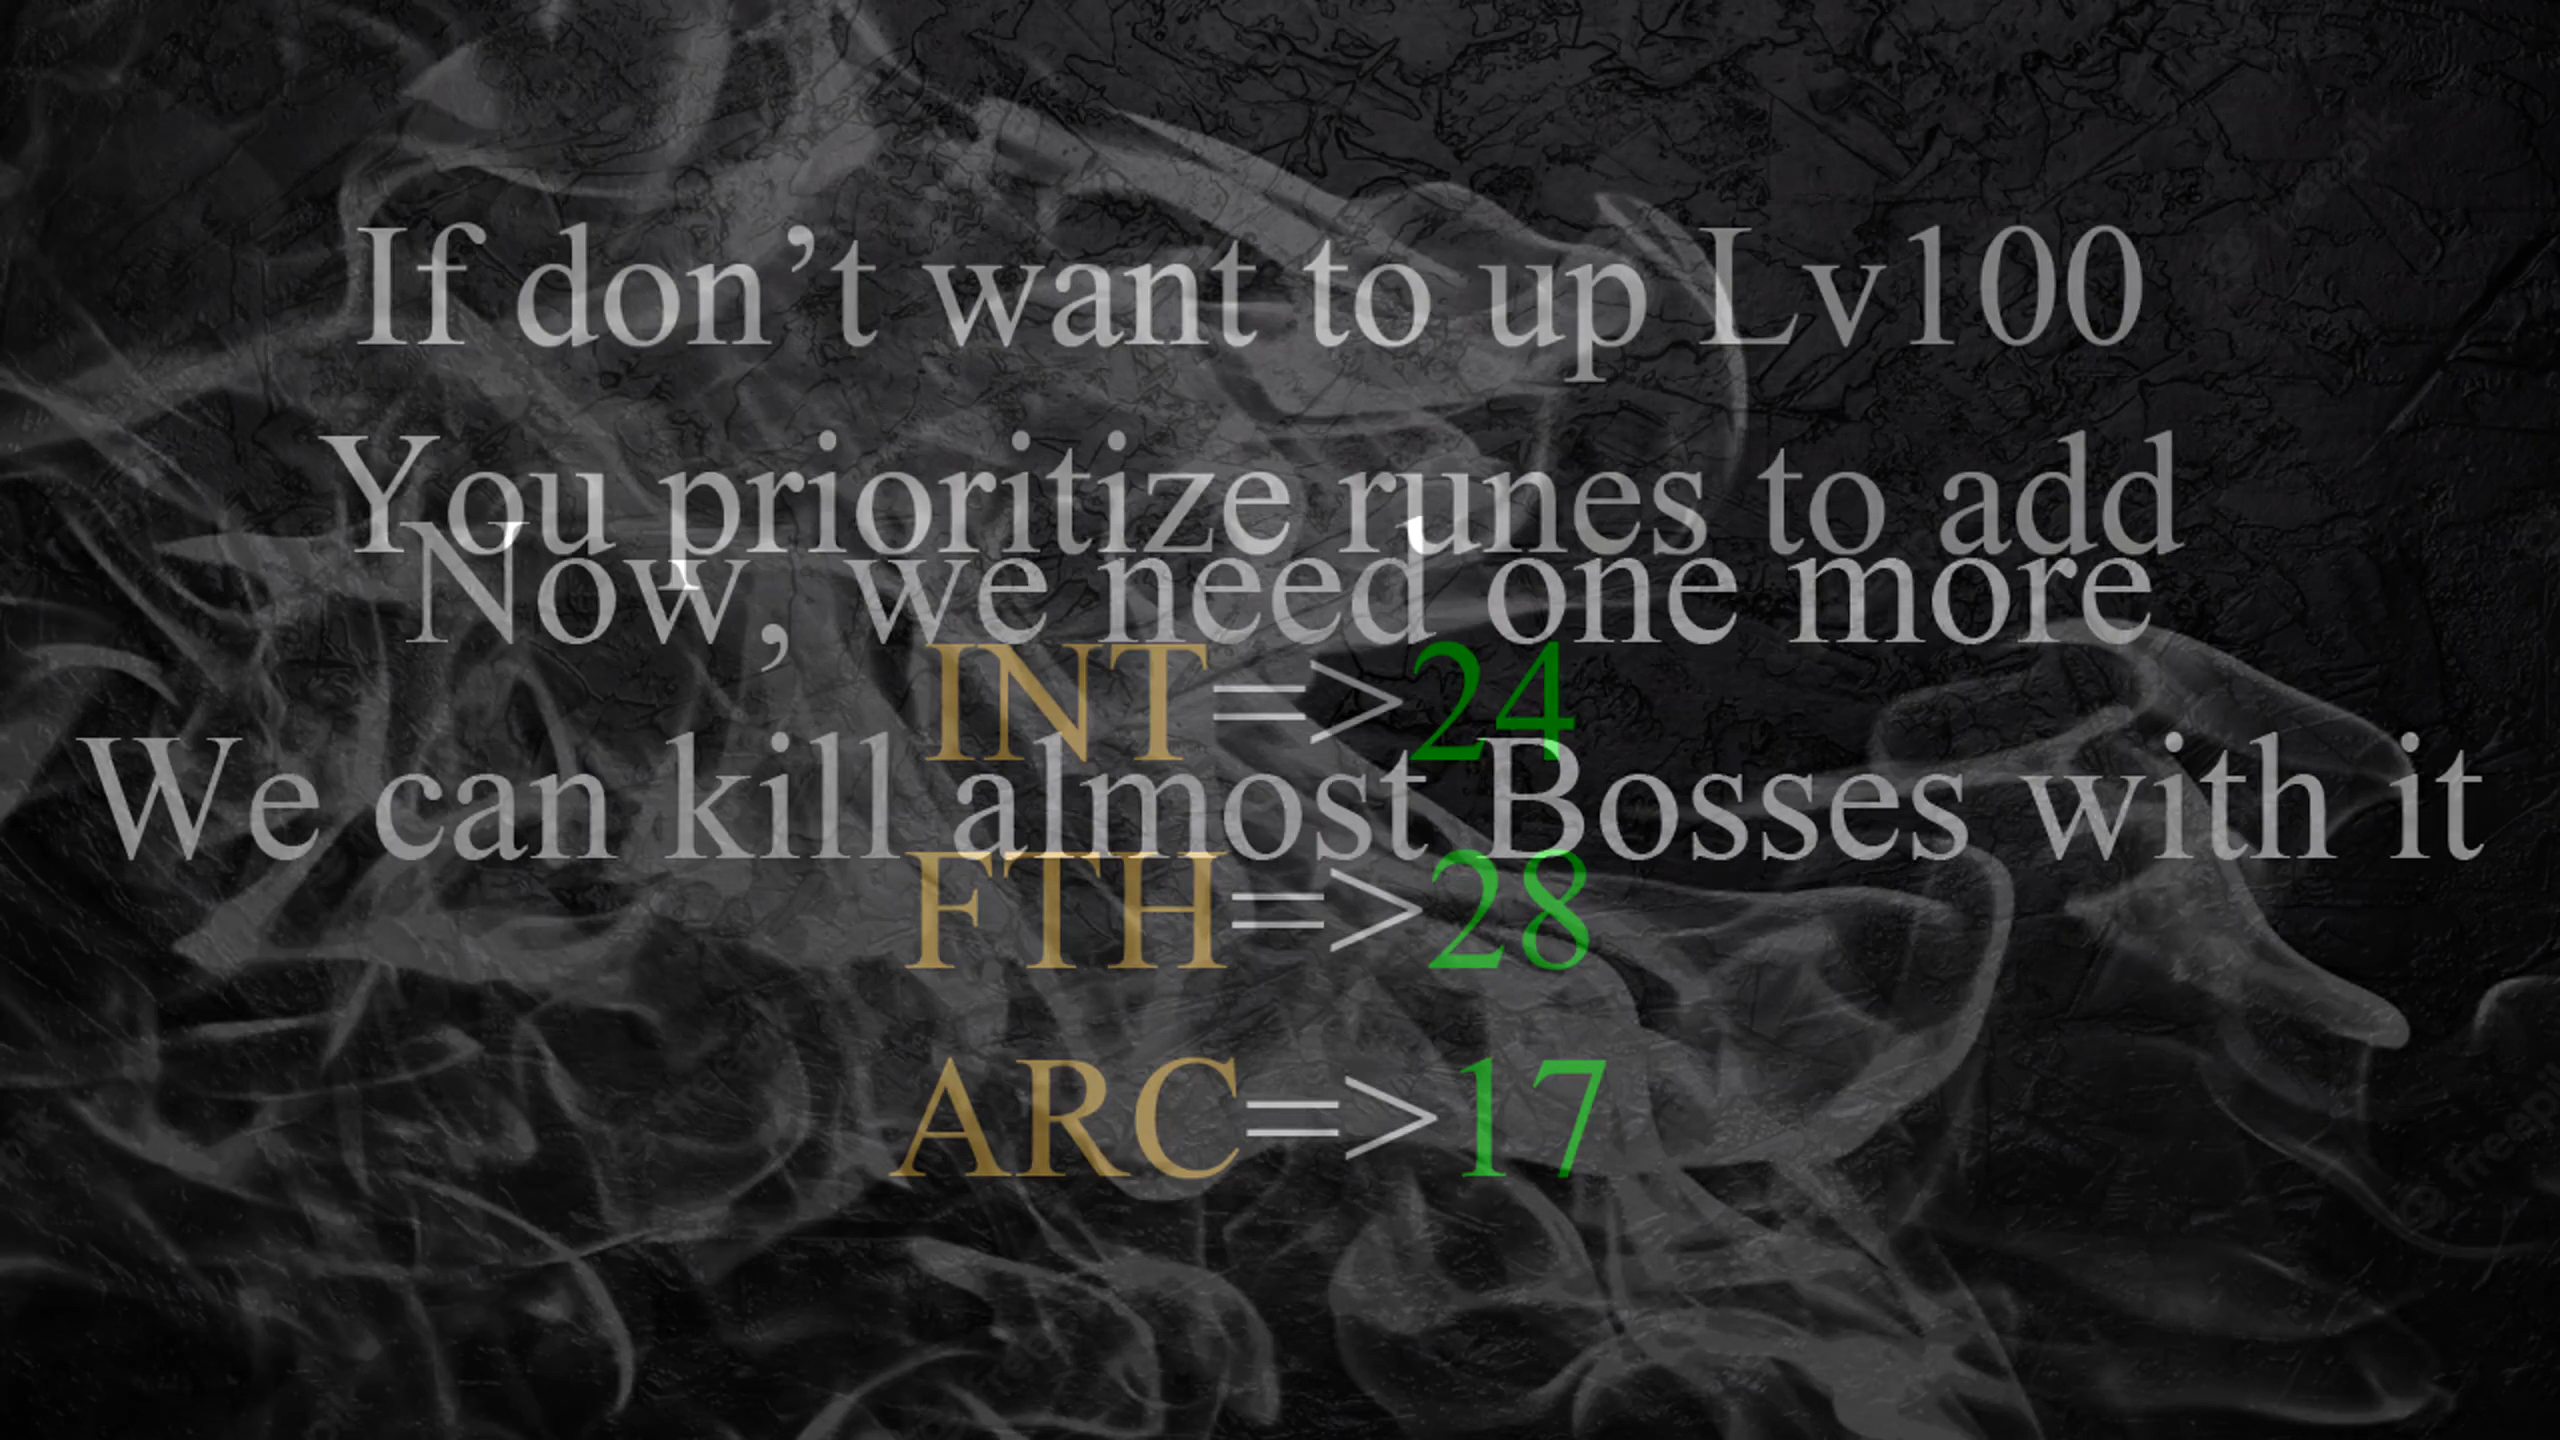 If don’t want to up Lv100
You prioritize runes to add
Now, we need one more
INT=>24
We can kill almost Bosses with it
FTH=>28
ARC=>17